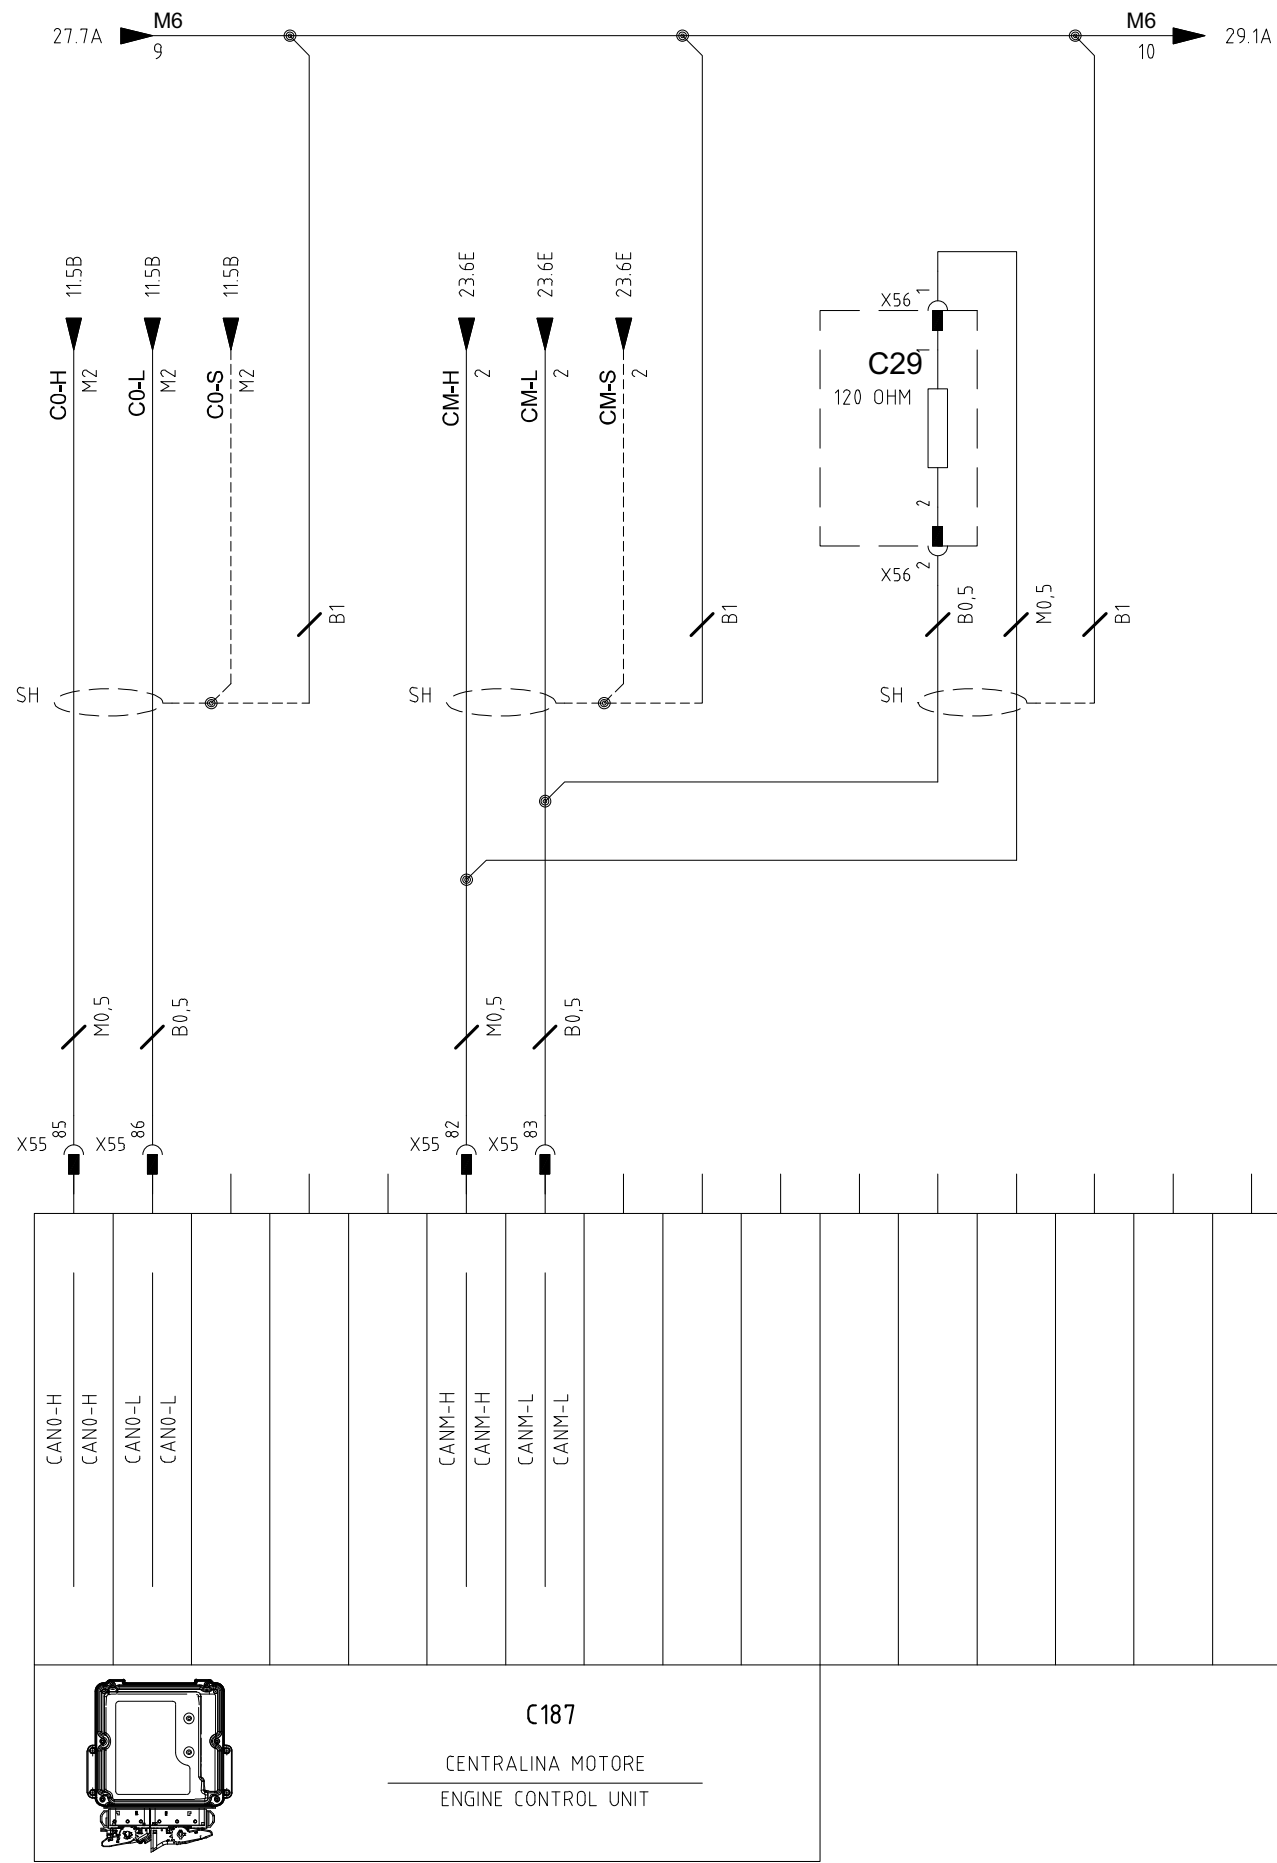 27.7A
M6
9
M6
10
29.1A
11.5B
11.5B
11.5B
23.6E
23.6E
23.6E
C0-H
M2
C0-L
M2
C0-S
M2
CM-H
2
CM-L
2
CM-S
2
X56
1
1
C29
120 OHM
2
X56
2
B1
B1
B0,5
M0,5
B1
SH
SH
SH
M0,5
B0,5
M0,5
B0,5
X55
85
X55
86
X55
82
X55
83
CAN0-H
CAN0-H
CAN0-L
CAN0-L
CANM-H
CANM-H
CANM-L
CANM-L
C187
CENTRALINA MOTORE
ENGINE CONTROL UNIT